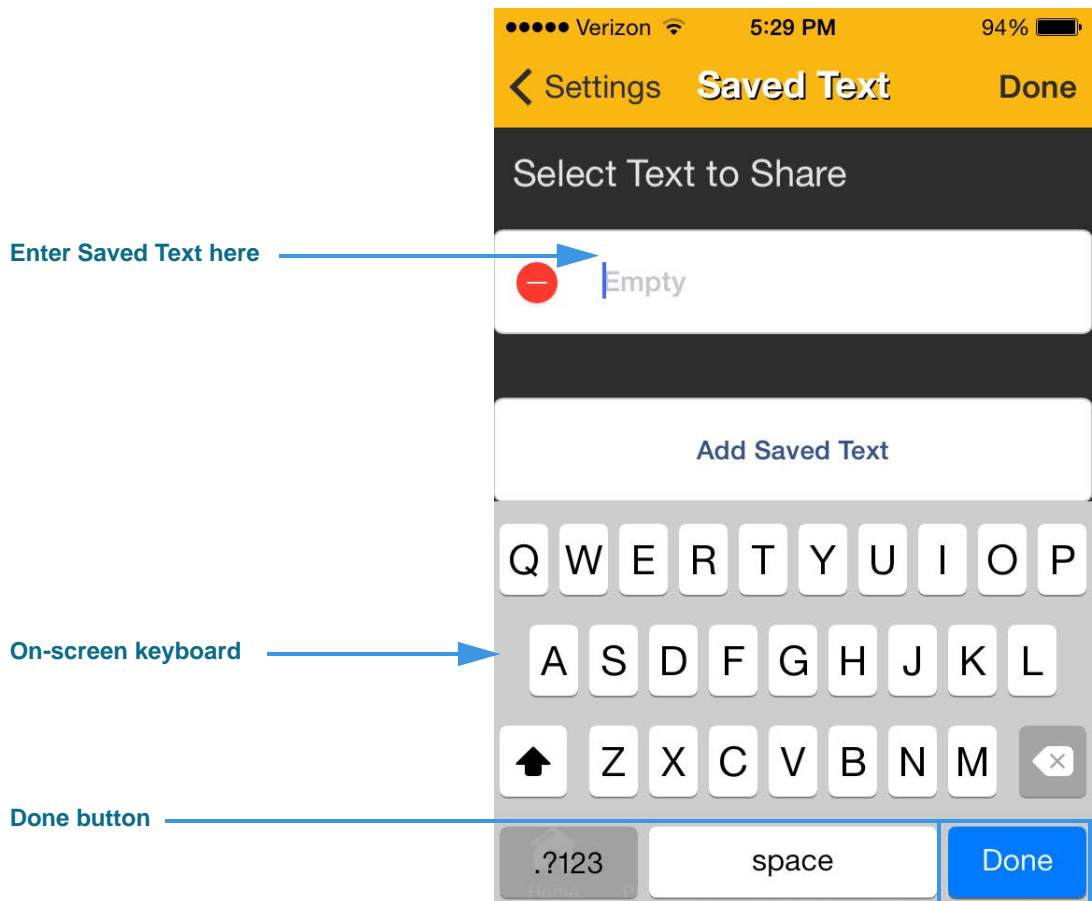 Verizon 5:29 PM 94%
Settings Saved Text Done
Select Text to Share
Enter Saved Text here
Empty
Add Saved Text
Q W E R T Y U I O P
On-screen keyboard
A S D F G H J K L
Z X C V B N M
Done button
.?123 space Done
Home